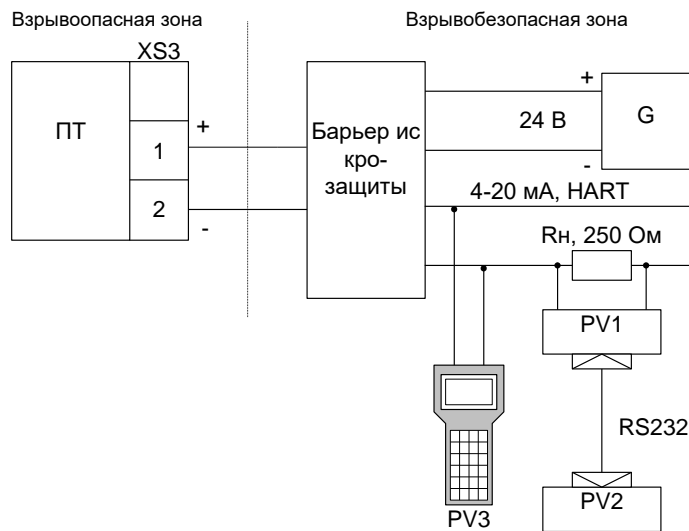 Взрывоопасная зона
Взрывобезопасная зона
XS3
ПТ
1
2
+
-
Барьер ис
кро-
защиты
+
24 В
-
G
4-20 мА, HART
Rн, 250 Ом
PV1
RS232
PV2
PV3